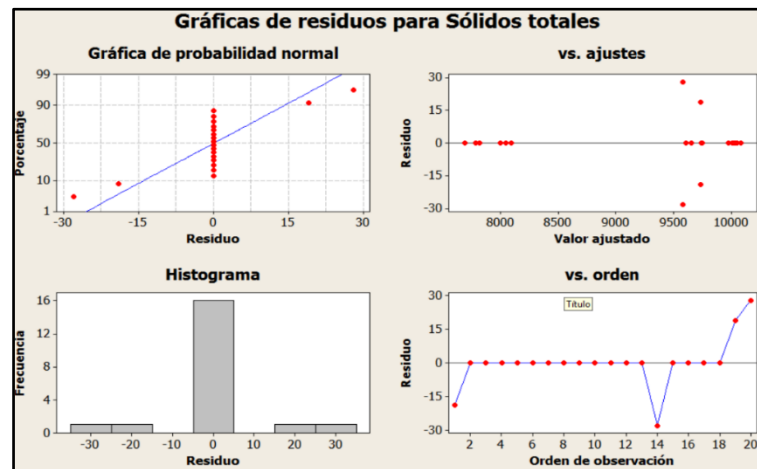 Gráficas de residuos para Sólidos totales
Gráfica de probabilidad normal
99
90
50
10
1
Porcentaje
-30 -15 0 15 30
Residuo
vs. ajustes
30
15
0
-15
-30
Residuo
8000 8500 9000 9500 10000
Valor ajustado
Histograma
16
12
8
4
0
Frecuencia
-30 -20 -10 0 10 20 30
Residuo
vs. orden
Título
30
15
0
-15
-30
Residuo
2 4 6 8 10 12 14 16 18 20
Orden de observación